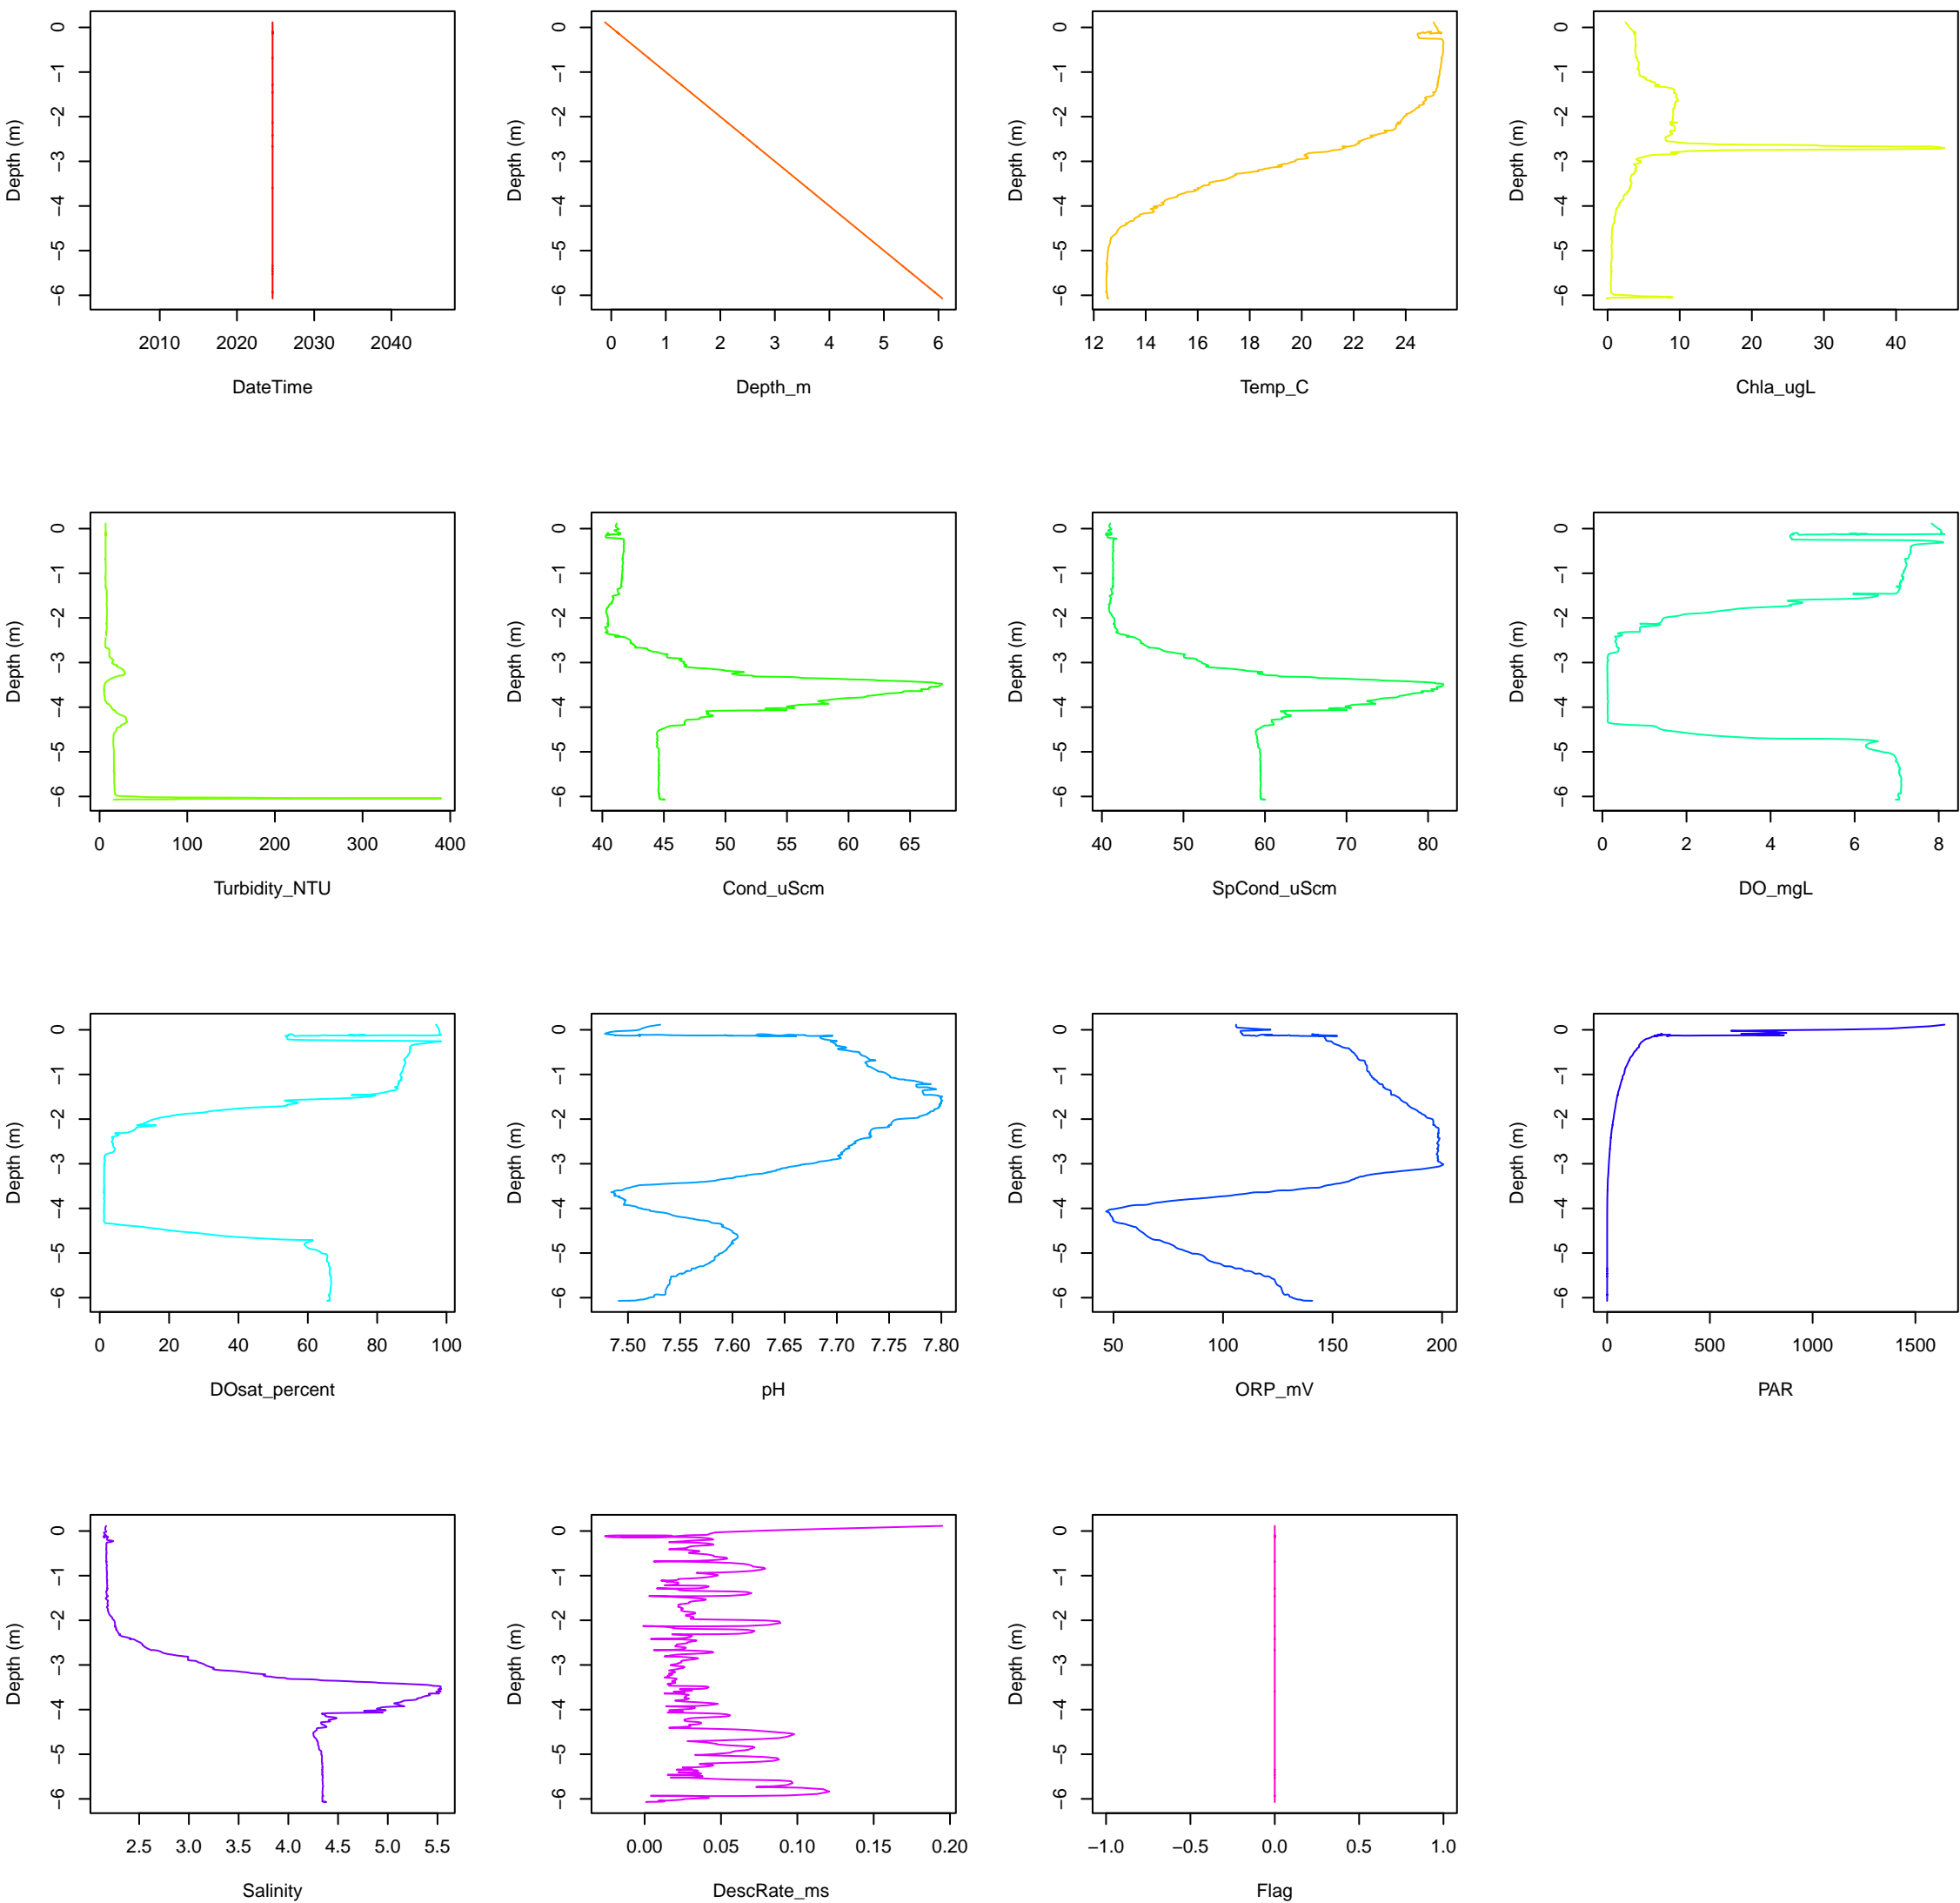 0 −1 −2 −3 −4 −5 −6
Depth (m)
2010 2020 2030 2040
DateTime
0 −1 −2 −3 −4 −5 −6
Depth (m)
0 1 2 3 4 5 6
Depth_m
0 −1 −2 −3 −4 −5 −6
Depth (m)
12 14 16 18 20 22 24
Temp_C
0 −1 −2 −3 −4 −5 −6
Depth (m)
0 10 20 30 40
Chla_ugL
0 −1 −2 −3 −4 −5 −6
Depth (m)
0 100 200 300 400
Turbidity_NTU
0 −1 −2 −3 −4 −5 −6
Depth (m)
40 45 50 55 60 65
Cond_uScm
0 −1 −2 −3 −4 −5 −6
Depth (m)
40 50 60 70 80
SpCond_uScm
0 −1 −2 −3 −4 −5 −6
Depth (m)
0 2 4 6 8
DO_mgL
0 −1 −2 −3 −4 −5 −6
Depth (m)
0 20 40 60 80 100
DOsat_percent
0 −1 −2 −3 −4 −5 −6
Depth (m)
7.50 7.55 7.60 7.65 7.70 7.75 7.80
pH
0 −1 −2 −3 −4 −5 −6
Depth (m)
50 100 150 200
ORP_mV
0 −1 −2 −3 −4 −5 −6
Depth (m)
0 500 1000 1500
PAR
0 −1 −2 −3 −4 −5 −6
Depth (m)
2.5 3.0 3.5 4.0 4.5 5.0 5.5
Salinity
0 −1 −2 −3 −4 −5 −6
Depth (m)
0.00 0.05 0.10 0.15 0.20
DescRate_ms
0 −1 −2 −3 −4 −5 −6
Depth (m)
−1.0 −0.5 0.0 0.5 1.0
Flag